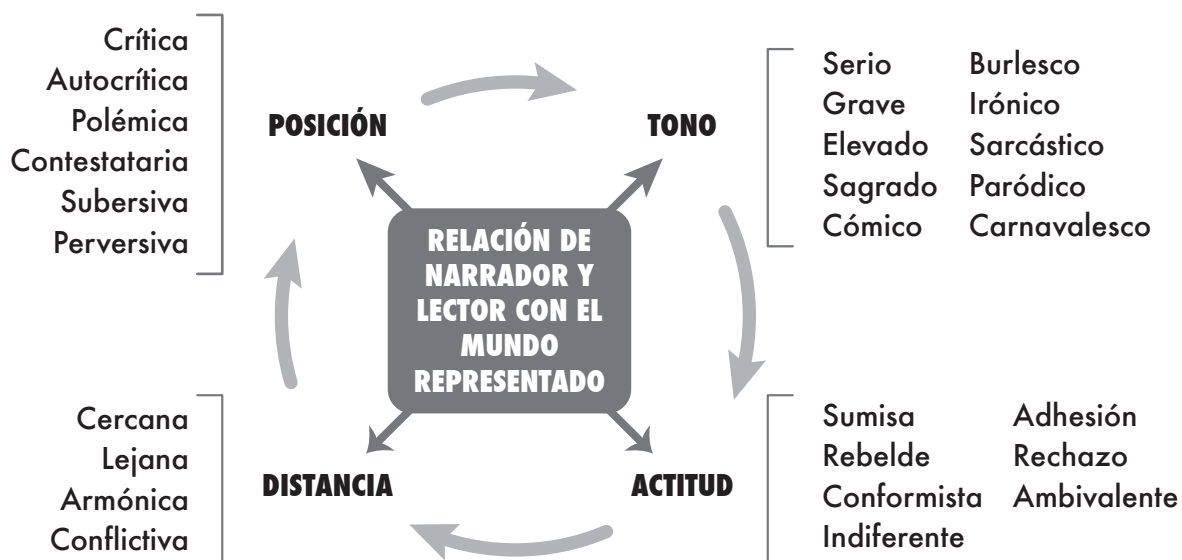 Crítica
Autocrítica
Polémica
Contestataria
Subersiva
Perversiva
POSICIÓN
TONO
Serio
Grave
Elevado
Sagrado
Cómico
Burlesco
Irónico
Sarcástico
Paródico
Carnavalesco
RELACIÓN DE
NARRADOR Y
LECTOR CON EL
MUNDO
REPRESENTADO
Cercana
Lejana
Armónica
Conflictiva
DISTANCIA
ACTITUD
Sumisa
Rebelde
Conformista
Indiferente
Adhesión
Rechazo
Ambivalente